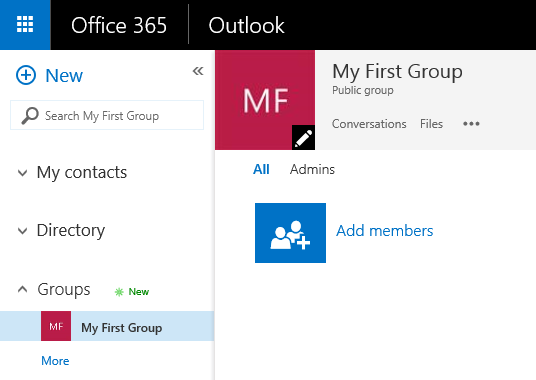 Office 365
Outlook
New
Search My First Group
My contacts
Directory
Groups
New
MF
My First Group
More
MF
My First Group
Public group
Conversations Files •••
All Admins
Add members